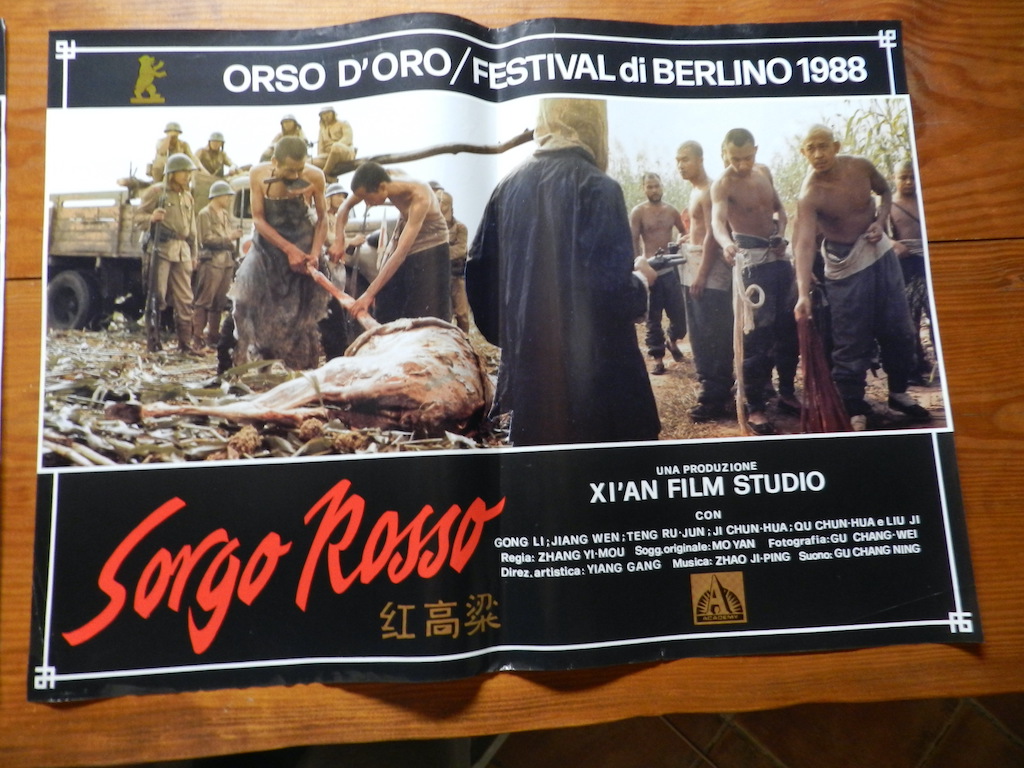 ORSO D'ORO/FESTIVAL di BERLINO 1988
Sorgo Rosso
红高粱
UNA PRODUZIONE
XI'AN FILM STUDIO
CON
GONG LI; JIANG WEN; TENG RU-JUN; JI CHUN-HUA; QU CHUN-HUA e LIU JI
Regia: ZHANG YI-MOU Sogg. originale: MO YAN Fotografia: GU CHANG-WEI
Direz. artistica: YIANG GANG Musica: ZHAO JI-PING Suono: GU CHANG NING
A
ACADEMY